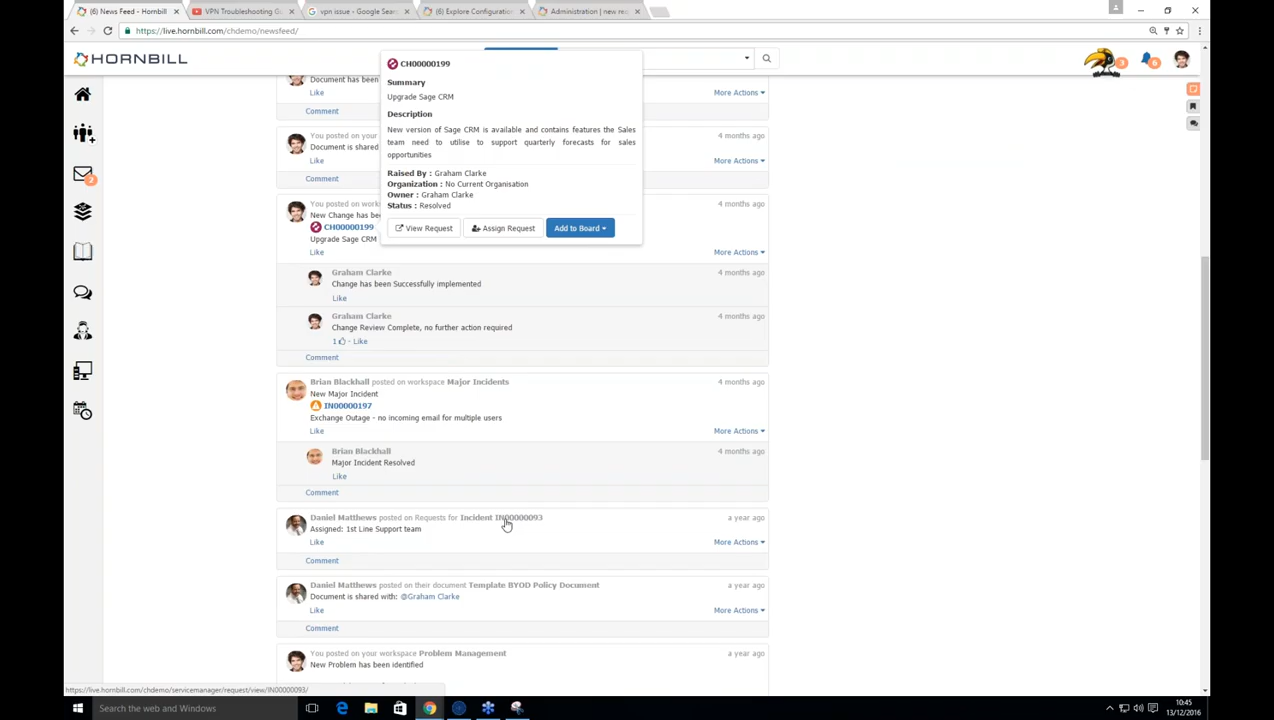 (6) News Feed - Hornbill
VPN Troubleshooting Gu
vpn issue - Google Sear
(6) Explore Configuration
Administration | new re
https://live.hornbill.com/chdemo/newsfeed/
HORNBILL
3
6
CH00000199
Summary
Upgrade Sage CRM
Description
New version of Sage CRM is available and contains features the Sales
team need to utilise to support quarterly forecasts for sales
opportunities
Raised By : Graham Clarke
Organization : No Current Organisation
Owner : Graham Clarke
Status : Resolved
View Request
Assign Request
Add to Board
Document has been
Like
More Actions
Comment
You posted on your
4 months ago
Document is shared
Like
More Actions
Comment
2
You posted on work
4 months ago
New Change has be
CH00000199
Upgrade Sage CRM
Like
More Actions
Graham Clarke
4 months ago
Change has been Successfully implemented
Like
Graham Clarke
4 months ago
Change Review Complete, no further action required
1 - Like
Comment
Brian Blackhall posted on workspace Major Incidents
4 months ago
New Major Incident
IN00000197
Exchange Outage - no incoming email for multiple users
Like
More Actions
Brian Blackhall
4 months ago
Major Incident Resolved
Like
Comment
Daniel Matthews posted on Requests for Incident IN00000093
a year ago
Assigned: 1st Line Support team
Like
More Actions
Comment
Daniel Matthews posted on their document Template BYOD Policy Document
a year ago
Document is shared with: @Graham Clarke
Like
More Actions
Comment
You posted on your workspace Problem Management
a year ago
New Problem has been identified
https://live.hornbill.com/chdemo/servicemanager/request/view/IN00000093/
Search the web and Windows
10:45
13/12/2016